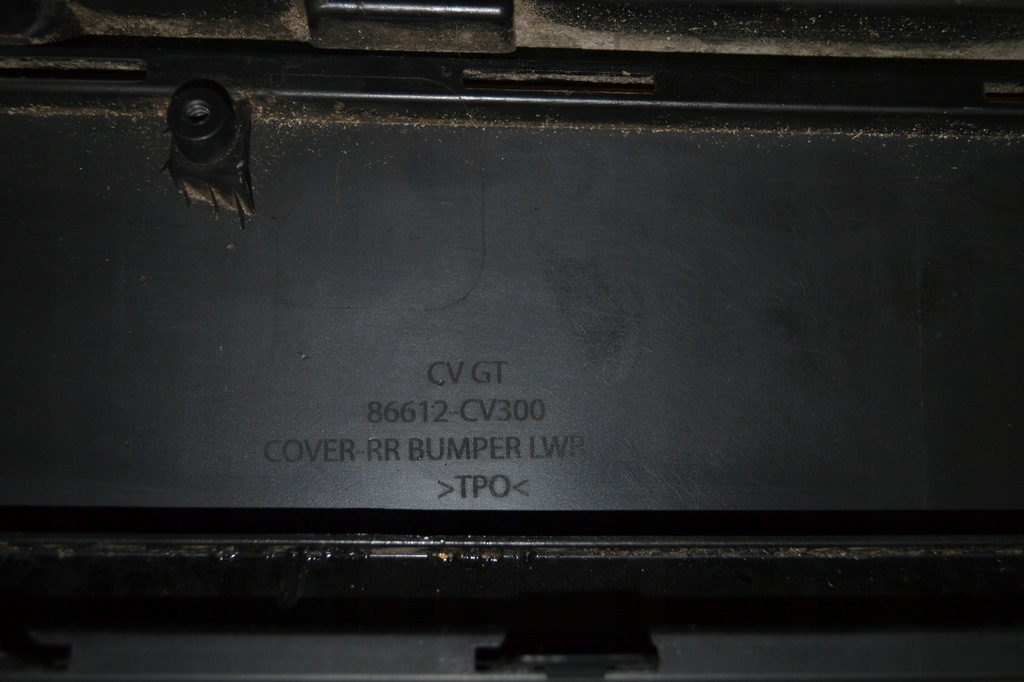 CV GT
86612-CV300
COVER-RR BUMPER LWR
>TPO<